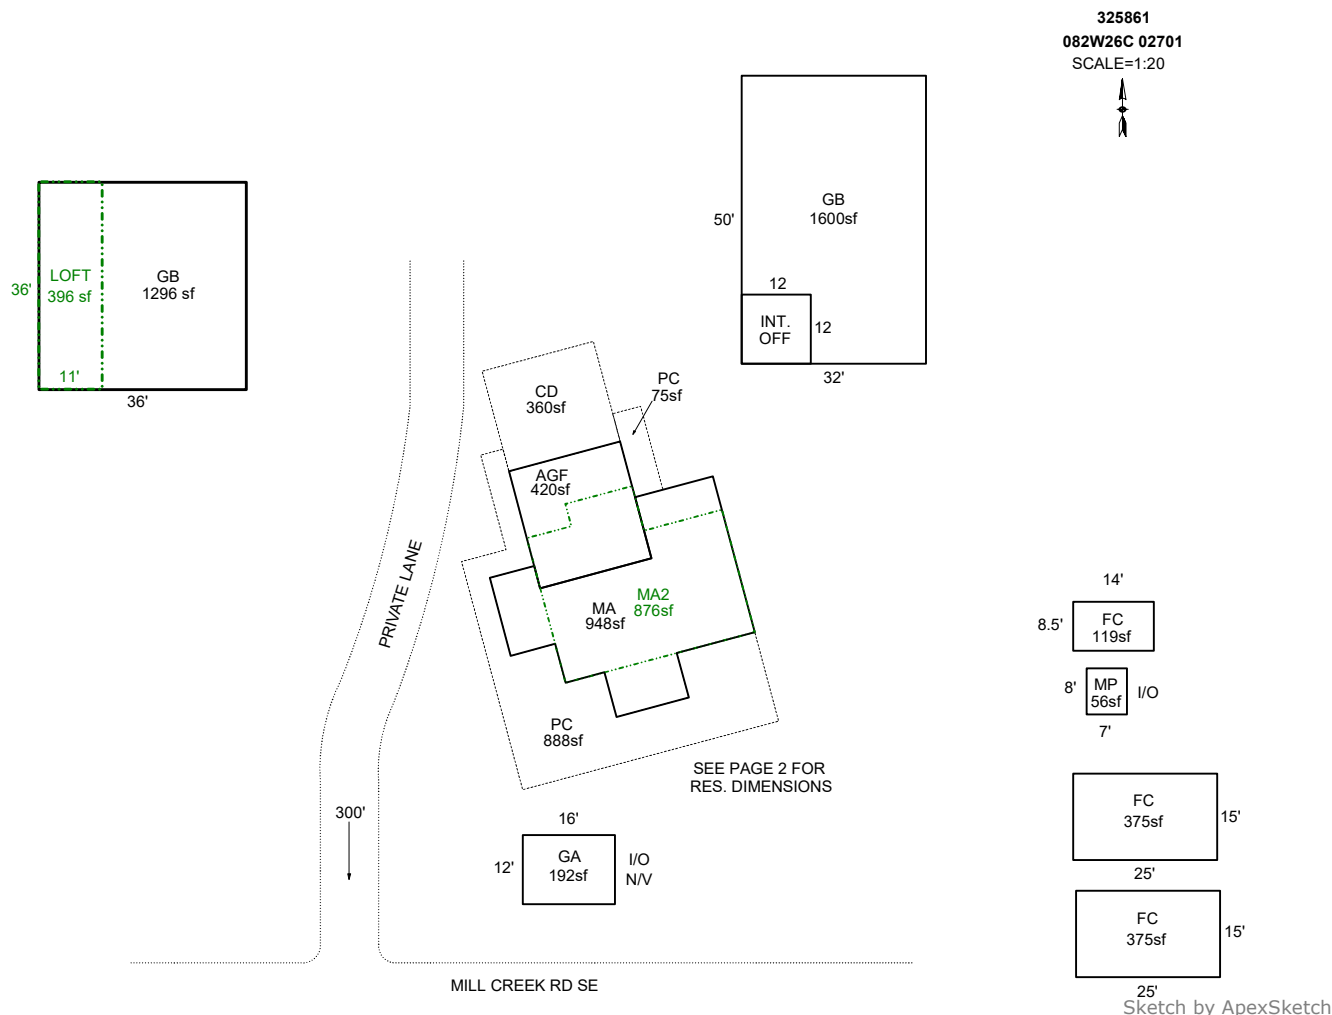 325861
082W26C 02701
SCALE=1:20
GB
1600sf
50'
12
INT.
OFF
12
32'
LOFT
396 sf
GB
1296 sf
36'
11'
36'
CD
360sf
PC
75sf
AGF
420sf
MA
948sf
MA2
876sf
PC
888sf
PRIVATE LANE
SEE PAGE 2 FOR
RES. DIMENSIONS
300'
16'
12'
GA
192sf
I/O
N/V
14'
8.5'
FC
119sf
8'
MP
56sf
I/O
7'
FC
375sf
15'
25'
FC
375sf
15'
25'
MILL CREEK RD SE
Sketch by ApexSketch